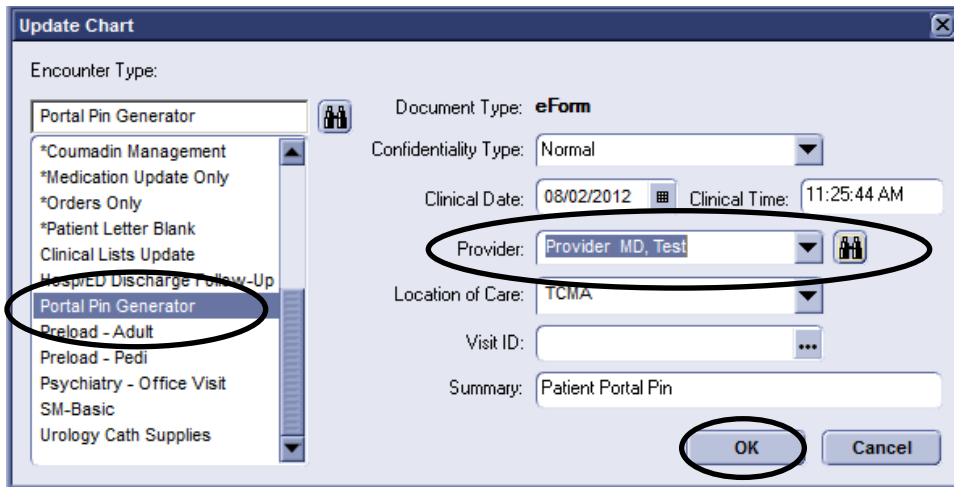 Update Chart
Encounter Type:
Portal Pin Generator
*Coumadin Management
*Medication Update Only
*Orders Only
*Patient Letter Blank
Clinical Lists Update
Hosp/ED Discharge Follow-Up
Portal Pin Generator
Preload - Adult
Preload - Pedi
Psychiatry - Office Visit
SM-Basic
Urology Cath Supplies
Document Type: eForm
Confidentiality Type: Normal
Clinical Date: 08/02/2012 Clinical Time: 11:25:44 AM
Provider: Provider MD, Test
Location of Care: TCMA
Visit ID:
Summary: Patient Portal Pin
OK Cancel